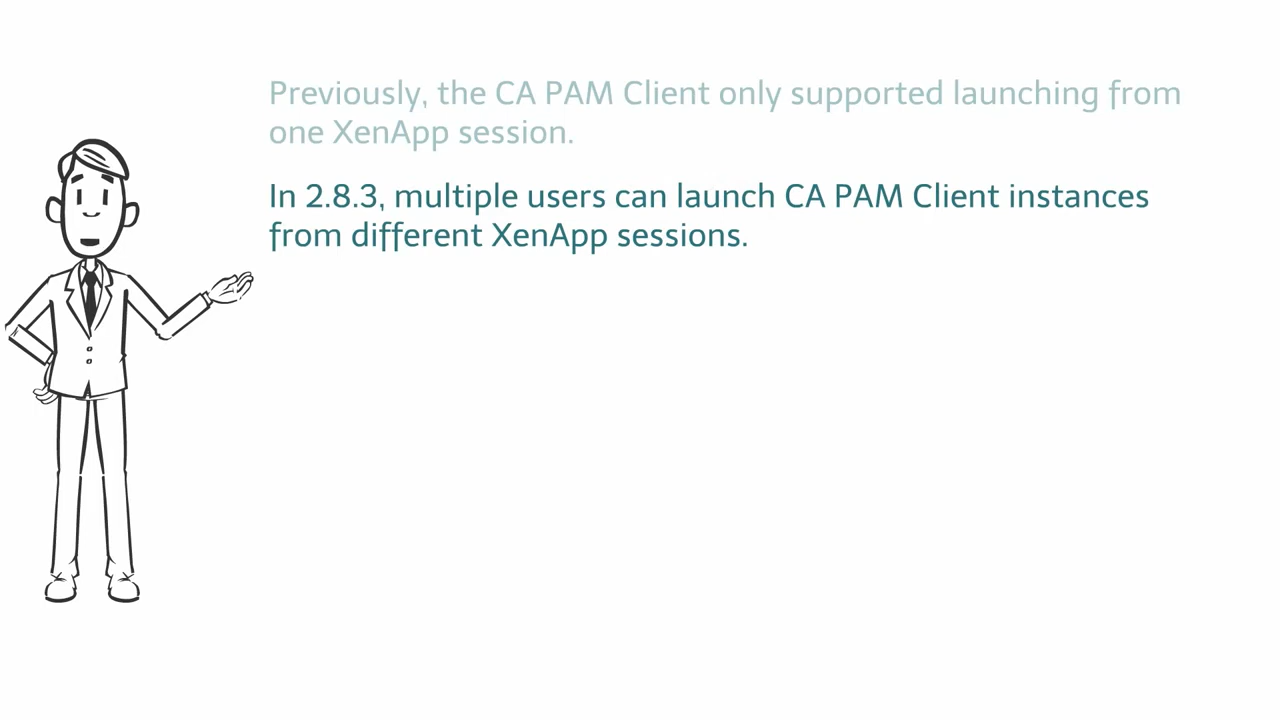 Previously, the CA PAM Client only supported launching from
one XenApp session.
In 2.8.3, multiple users can launch CA PAM Client instances
from different XenApp sessions.